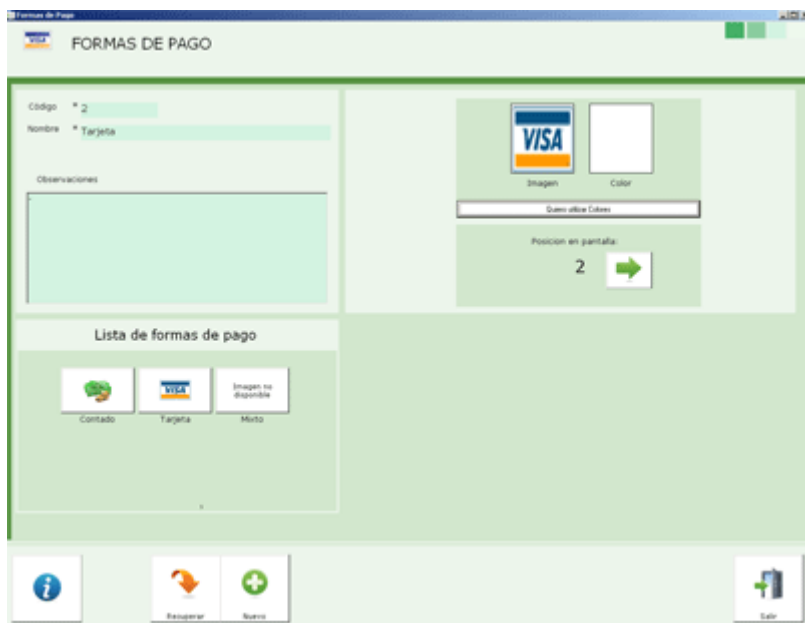 Formas de Pago
VISA
FORMAS DE PAGO
Código * 2
Nombre * Tarjeta
Observaciones
VISA
Imagen
Color
Quiero utilizar Colores
Posicion en pantalla:
2
Lista de formas de pago
VISA
Imagen no
disponible
Contado
Tarjeta
Mixto
Recuperar
Nuevo
Salir